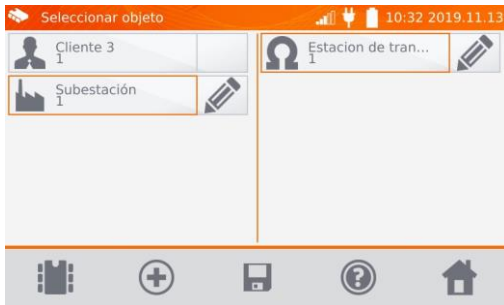 Seleccionar objeto
10:32 2019.11.13
Cliente 3
1
Subestación
1
Estacion de tran...
1